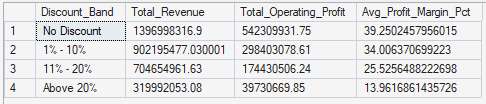 Discount_Band Total_Revenue Total_Operating_Profit Avg_Profit_Margin_Pct
1 No Discount 1396998316.9 542309931.75 39.2502457956015
2 1% - 10% 902195477.030001 298403078.61 34.006370699223
3 11% - 20% 704654961.63 174430506.24 25.5256488222698
4 Above 20% 319992053.08 39730669.85 13.9616861435726